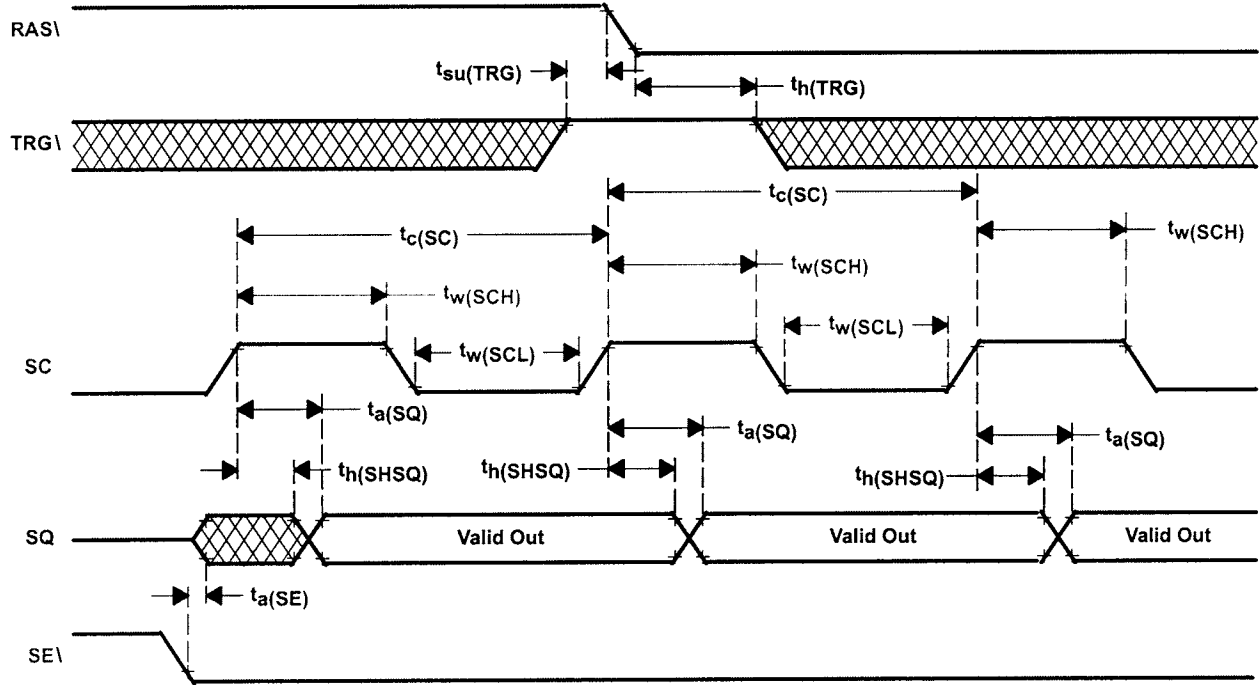 RAS\
tsu(TRG)
th(TRG)
TRG\
tc(SC)
tw(SCH)
tc(SC)
tw(SCH)
tw(SCH)
tw(SCL)
tw(SCL)
SC
ta(SQ)
ta(SQ)
ta(SQ)
th(SHSQ)
th(SHSQ)
th(SHSQ)
SQ
Valid Out
Valid Out
Valid Out
ta(SE)
SE\